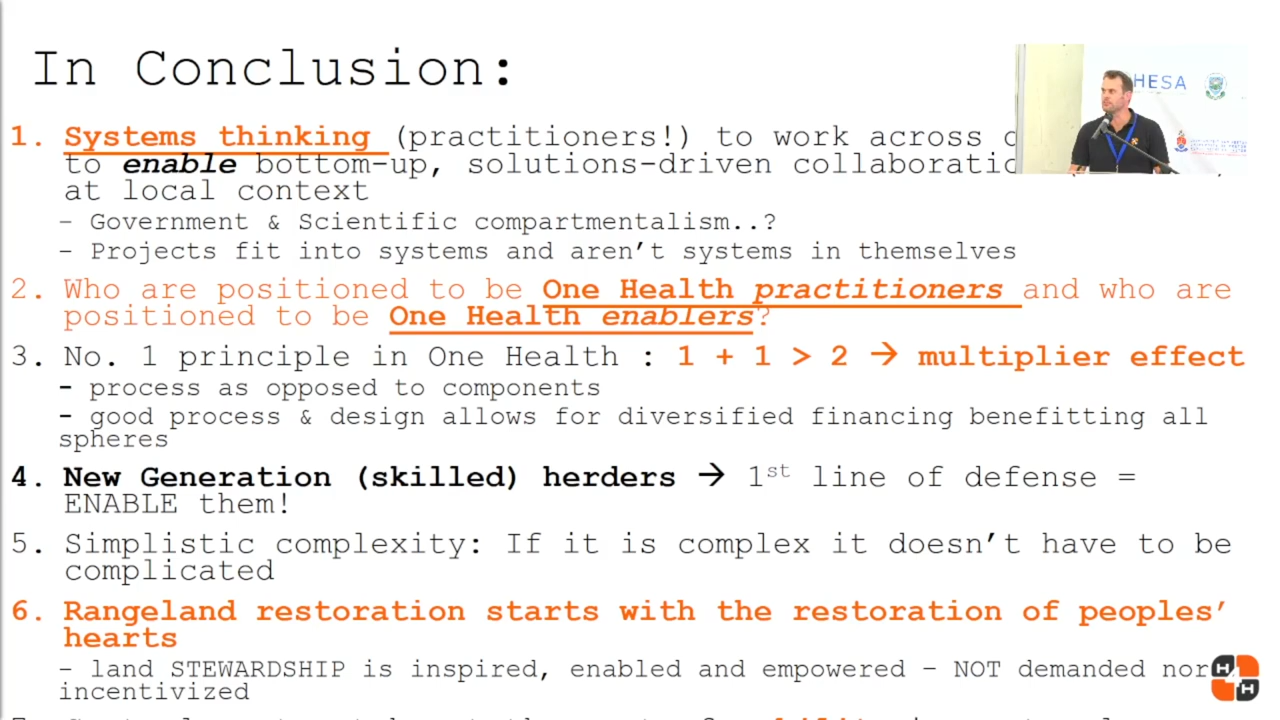 In Conclusion:
HESA
1. Systems thinking (practitioners!) to work across
to enable bottom-up, solutions-driven
at local context
– Government & Scientific compartmentalism..?
– Projects fit into systems and aren't systems in themselves
2. Who are positioned to be One Health practitioners and who are
positioned to be One Health enablers?
3. No. 1 principle in One Health : 1 + 1 > 2 → multiplier effect
– process as opposed to components
– good process & design allows for diversified financing benefitting all
spheres
4. New Generation (skilled) herders → 1st line of defense =
ENABLE them!
5. Simplistic complexity: If it is complex it doesn't have to be
complicated
6. Rangeland restoration starts with the restoration of peoples'
hearts
– land STEWARDSHIP is inspired, enabled and empowered – NOT demanded nor
incentivized
H4H